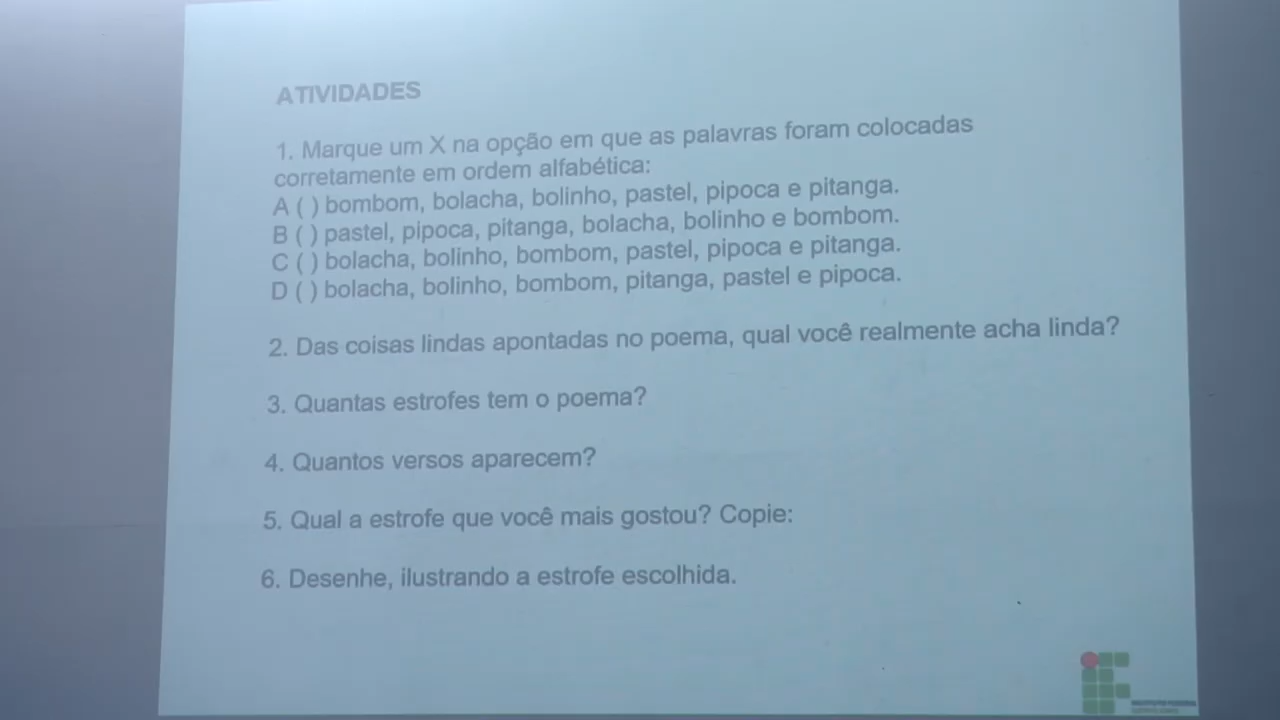 ATIVIDADES
1. Marque um X na opção em que as palavras foram colocadas
corretamente em ordem alfabética:
A ( ) bombom, bolacha, bolinho, pastel, pipoca e pitanga.
B ( ) pastel, pipoca, pitanga, bolacha, bolinho e bombom.
C ( ) bolacha, bolinho, bombom, pastel, pipoca e pitanga.
D ( ) bolacha, bolinho, bombom, pitanga, pastel e pipoca.
2. Das coisas lindas apontadas no poema, qual você realmente acha linda?
3. Quantas estrofes tem o poema?
4. Quantos versos aparecem?
5. Qual a estrofe que você mais gostou? Copie:
6. Desenhe, ilustrando a estrofe escolhida.
INSTITUTO FEDERAL